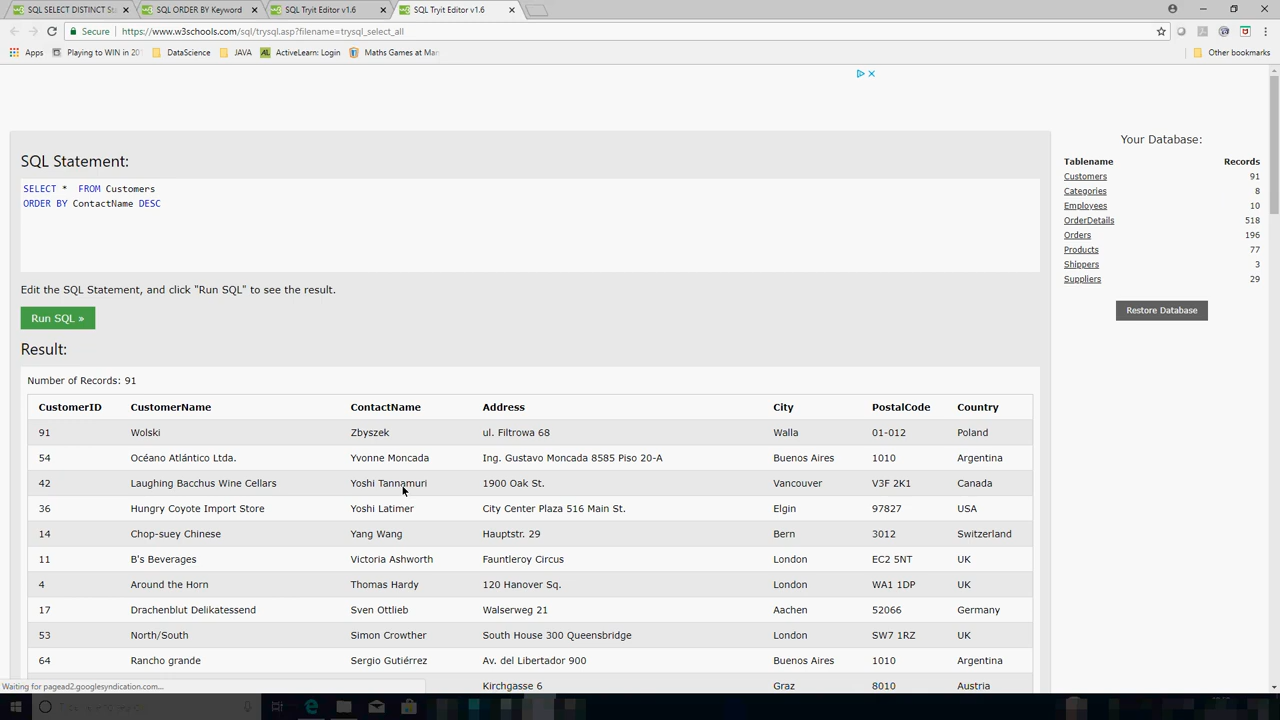 SQL SELECT DISTINCT St
SQL ORDER BY Keyword
SQL Tryit Editor v1.6
SQL Tryit Editor v1.6
Secure
https://www.w3schools.com/sql/trysql.asp?filename=trysql_select_all
Apps
Playing to WIN in 20
DataScience
JAVA
AL
ActiveLearn: Login
Maths Games at Mar
Other bookmarks
SQL Statement:
SELECT * FROM Customers
ORDER BY ContactName DESC
Edit the SQL Statement, and click "Run SQL" to see the result.
Run SQL »
Result:
Number of Records: 91
CustomerID CustomerName ContactName Address City PostalCode Country
91 Wolski Zbyszek ul. Filtrowa 68 Walla 01-012 Poland
54 Océano Atlántico Ltda. Yvonne Moncada Ing. Gustavo Moncada 8585 Piso 20-A Buenos Aires 1010 Argentina
42 Laughing Bacchus Wine Cellars Yoshi Tannamuri 1900 Oak St. Vancouver V3F 2K1 Canada
36 Hungry Coyote Import Store Yoshi Latimer City Center Plaza 516 Main St. Elgin 97827 USA
14 Chop-suey Chinese Yang Wang Hauptstr. 29 Bern 3012 Switzerland
11 B's Beverages Victoria Ashworth Fauntleroy Circus London EC2 5NT UK
4 Around the Horn Thomas Hardy 120 Hanover Sq. London WA1 1DP UK
17 Drachenblut Delikatessend Sven Ottlieb Walserweg 21 Aachen 52066 Germany
53 North/South Simon Crowther South House 300 Queensbridge London SW7 1RZ UK
64 Rancho grande Sergio Gutiérrez Av. del Libertador 900 Buenos Aires 1010 Argentina
Kirchgasse 6 Graz 8010 Austria
Waiting for pagead2.googlesyndication.com...
Your Database:
Tablename Records
Customers 91
Categories 8
Employees 10
OrderDetails 518
Orders 196
Products 77
Shippers 3
Suppliers 29
Restore Database